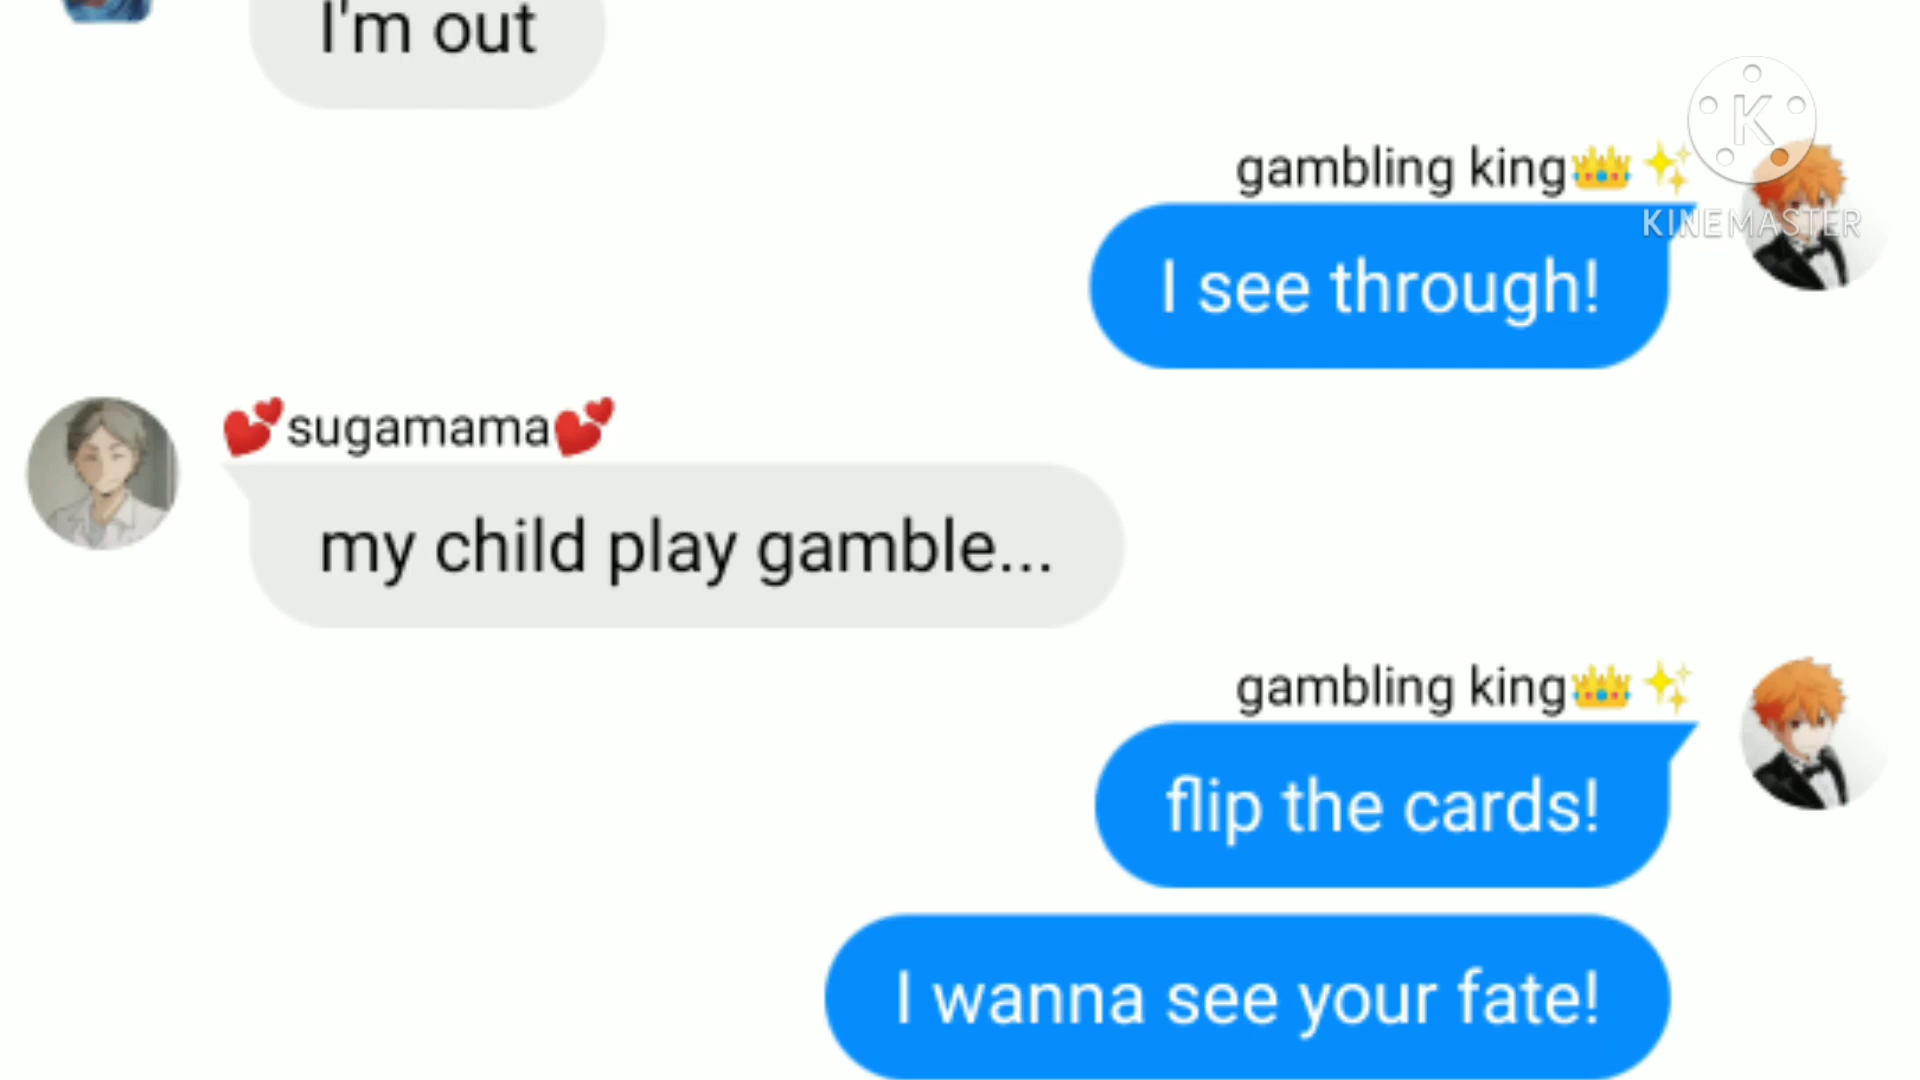 I'm out
gambling king👑✨
I see through!
K
KINEMASTER
💕sugamama💕
my child play gamble...
gambling king👑✨
flip the cards!
I wanna see your fate!